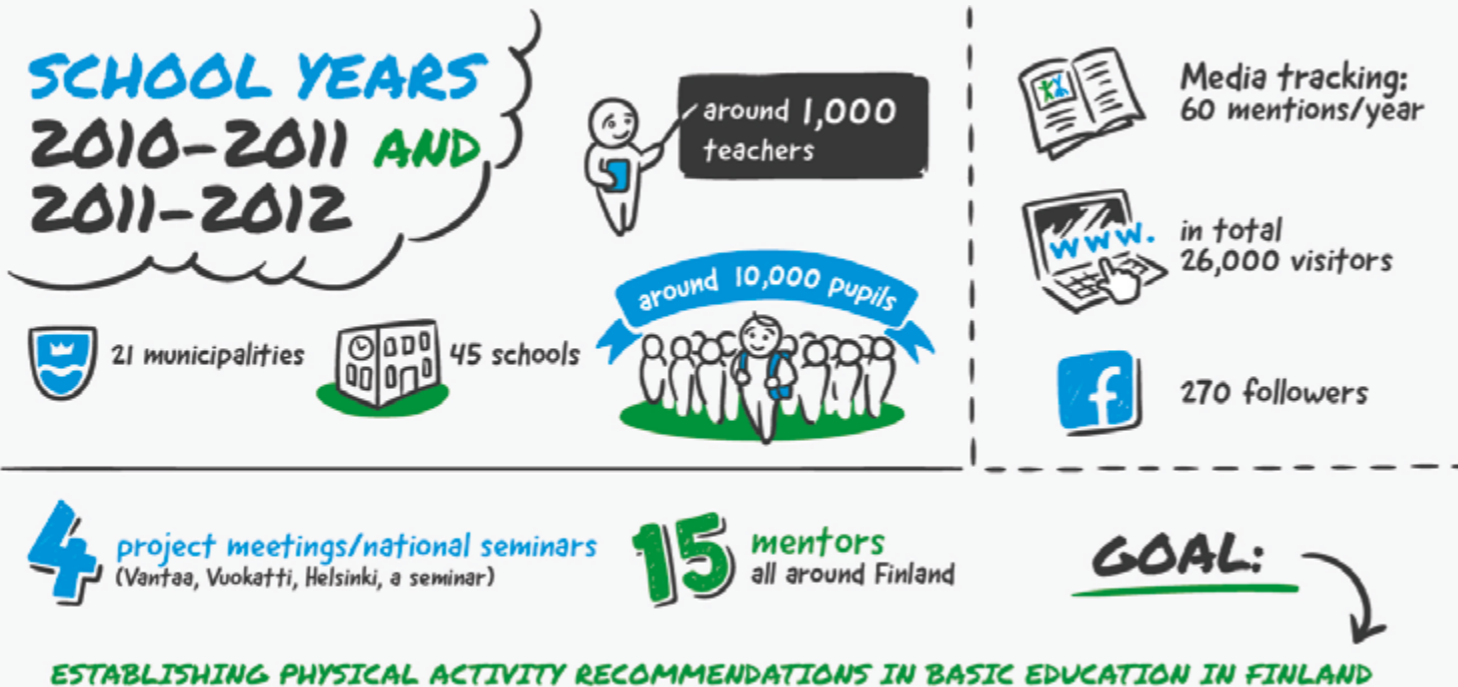 SCHOOL YEARS
2010-2011 AND
2011-2012
around 1,000
teachers
around 10,000 pupils
21 municipalities
45 schools
Media tracking:
60 mentions/year
www.
in total
26,000 visitors
f
270 followers
4 project meetings/national seminars
(Vantaa, Vuokatti, Helsinki, a seminar)
15 mentors
all around Finland
GOAL:
ESTABLISHING PHYSICAL ACTIVITY RECOMMENDATIONS IN BASIC EDUCATION IN FINLAND